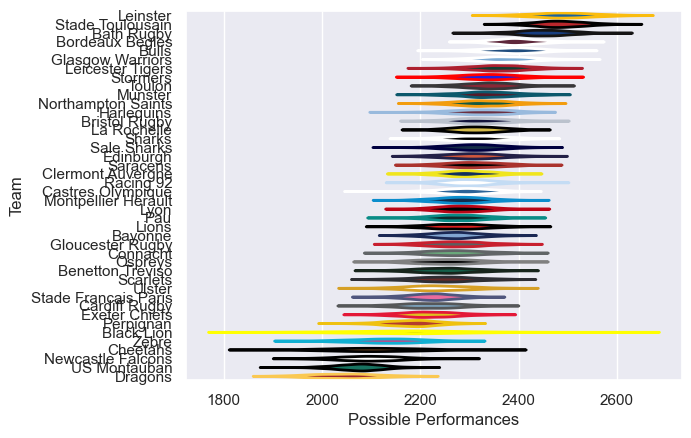 Leinster
Stade Toulousain
Bath Rugby
Bordeaux Begles
Bulls
Glasgow Warriors
Leicester Tigers
Stormers
Toulon
Munster
Northampton Saints
Harlequins
Bristol Rugby
La Rochelle
Sharks
Sale Sharks
Edinburgh
Saracens
Clermont Auvergne
Racing 92
Castres Olympique
Montpellier Herault
Lyon
Pau
Lions
Bayonne
Gloucester Rugby
Connacht
Ospreys
Benetton Treviso
Scarlets
Ulster
Stade Francais Paris
Cardiff Rugby
Exeter Chiefs
Perpignan
Black Lion
Zebre
Cheetahs
Newcastle Falcons
US Montauban
Dragons
Team
1800 2000 2200 2400 2600
Possible Performances